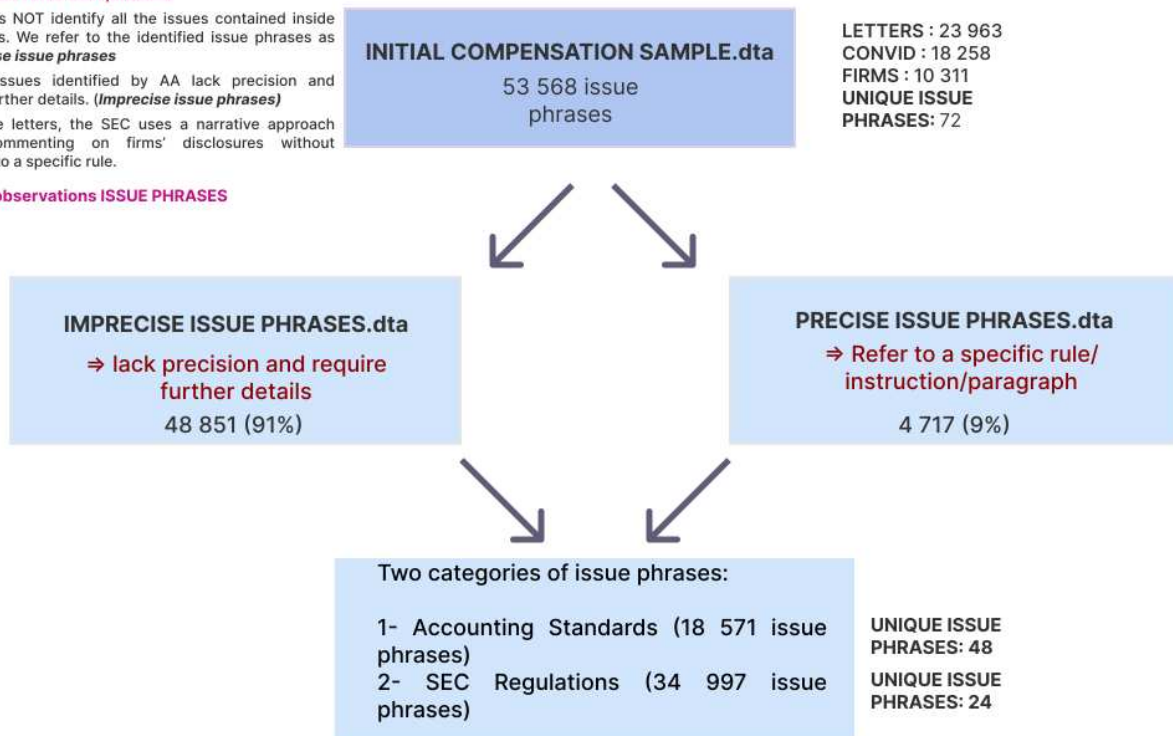 s NOT identify all the issues contained inside
s. We refer to the identified issue phrases as
se issue phrases
ssues identified by AA lack precision and
rther details. (Imprecise issue phrases)
e letters, the SEC uses a narrative approach
ommenting on firms' disclosures without
to a specific rule.
observations ISSUE PHRASES
INITIAL COMPENSATION SAMPLE.dta
53 568 issue
phrases
LETTERS : 23 963
CONVID : 18 258
FIRMS : 10 311
UNIQUE ISSUE
PHRASES: 72
IMPRECISE ISSUE PHRASES.dta
⇒ lack precision and require
further details
48 851 (91%)
PRECISE ISSUE PHRASES.dta
⇒ Refer to a specific rule/
instruction/paragraph
4 717 (9%)
Two categories of issue phrases:
1- Accounting Standards (18 571 issue
phrases)
2- SEC Regulations (34 997 issue
phrases)
UNIQUE ISSUE
PHRASES: 48
UNIQUE ISSUE
PHRASES: 24